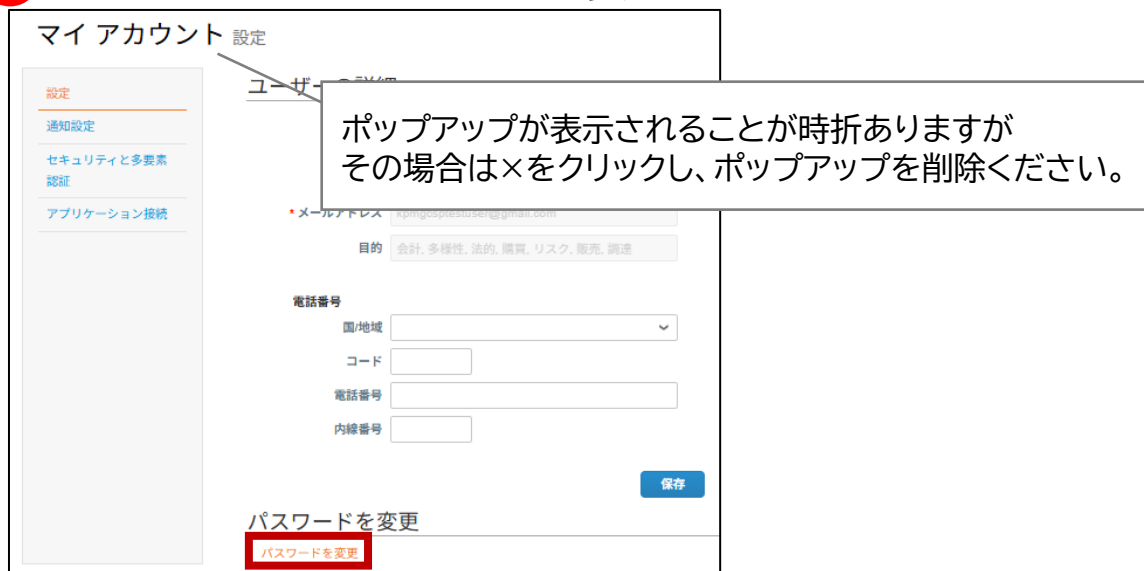 マイ アカウント 設定
設定
通知設定
セキュリティと多要素
認証
アプリケーション接続
ポップアップが表示されることが時折ありますが
その場合は×をクリックし、ポップアップを削除ください。
* メールアドレス kpmgcsptestuser@gmail.com
目的 会計, 多様性, 法的, 購買, リスク, 販売, 調達
電話番号
国/地域
コード
電話番号
内線番号
保存
パスワードを変更
パスワードを変更